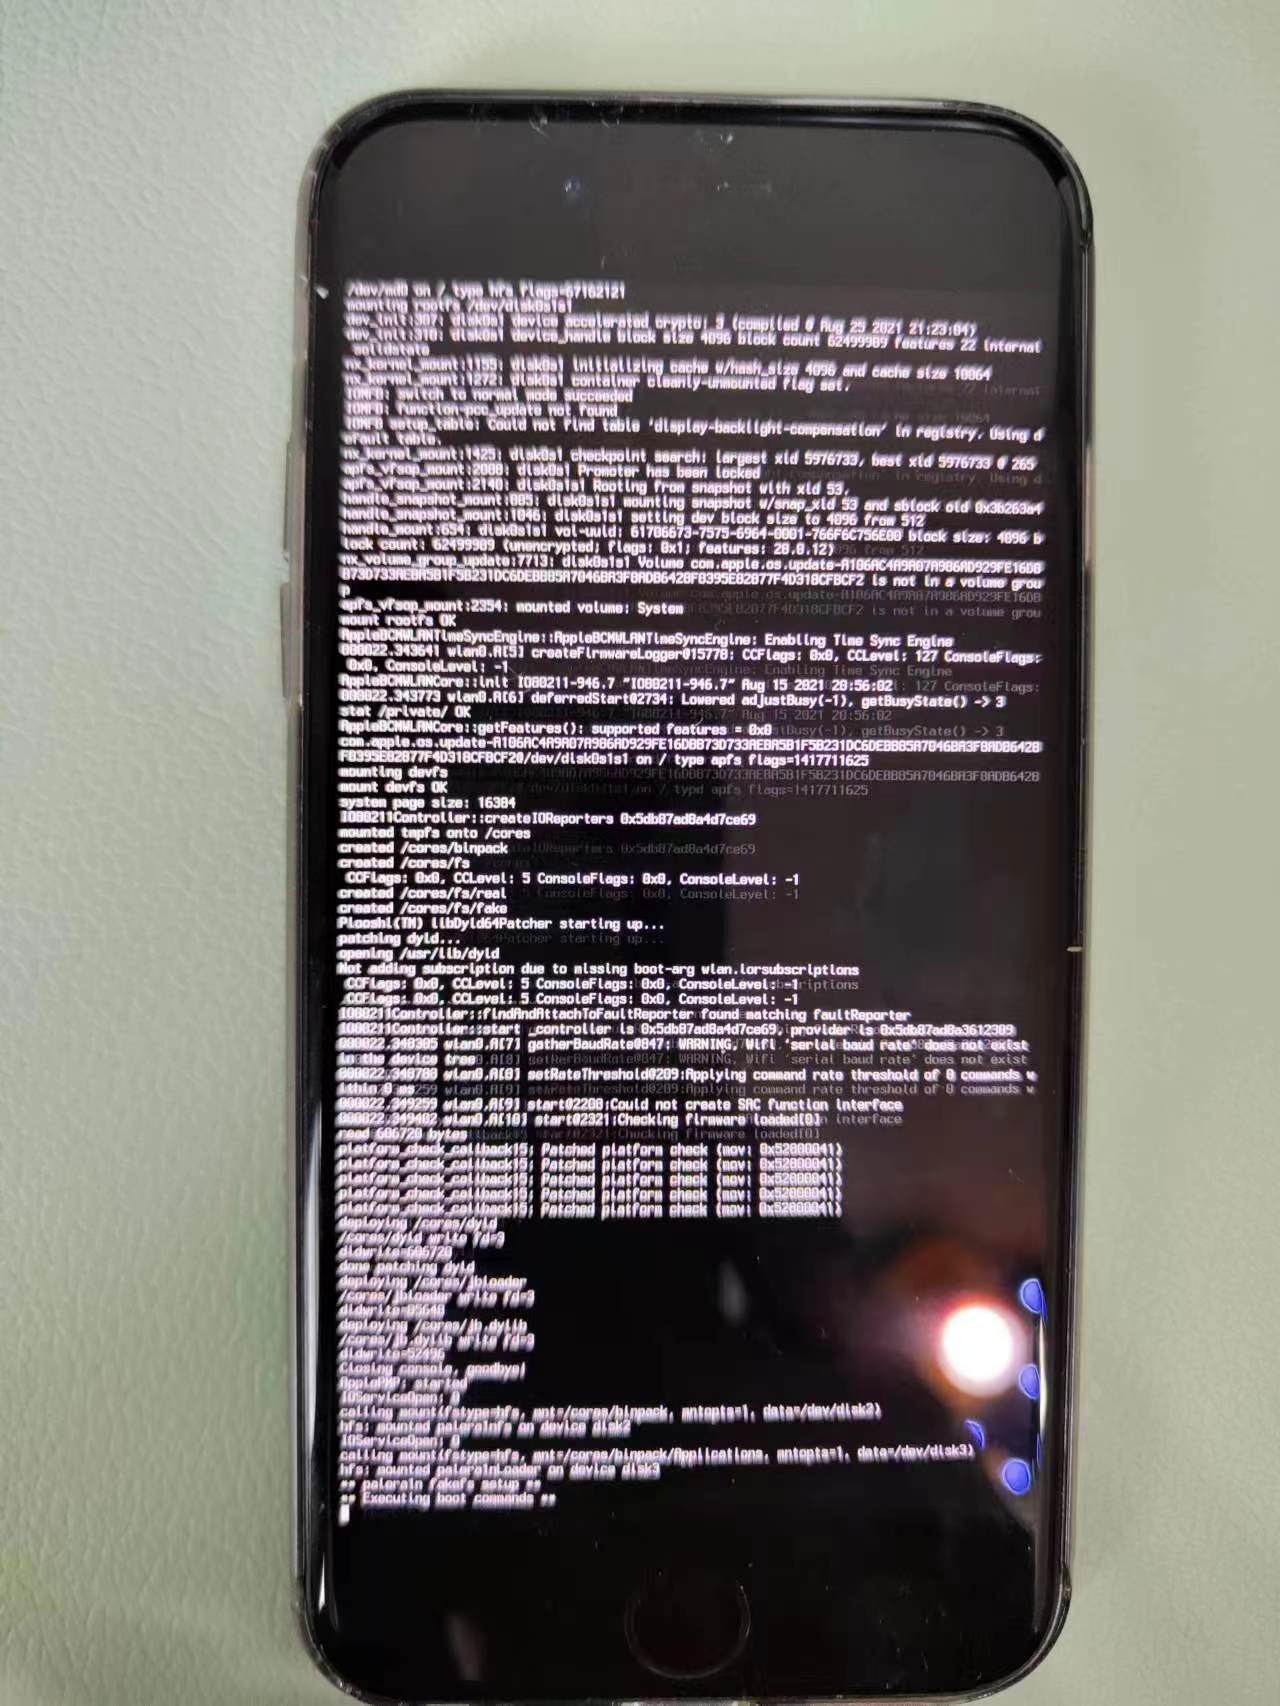 /dev/md0 on / type hfs flags=67162121
mounting rootfs /dev/disk0s1s1
dev_init:307: disk0s1 device accelerated crypto: 3 (compiled @ Aug 25 2021 21:23:04)
dev_init:310: disk0s1 device_handle block size 4096 block count 62499989 features 22 internal
solidstate
nx_kernel_mount:1155: disk0s1 initializing cache w/hash_size 4096 and cache size 10064
nx_kernel_mount:1272: disk0s1 container cleanly-unmounted flag set.
IOMFB: switch to normal mode succeeded
IOMFB: function-pcc_update not found
IOMFB setup_table: Could not find table 'display-backlight-compensation' in registry. Using d
efault table.
nx_kernel_mount:1425: disk0s1 checkpoint search: largest xid 5976733, best xid 5976733 @ 265
apfs_vfsop_mount:2008: disk0s1 Promoter has been locked
apfs_vfsop_mount:2140: disk0s1s1 Rooting from snapshot with xid 53.
handle_snapshot_mount:885: disk0s1s1 mounting snapshot w/snap_xid 53 and sblock oid 0x3b263a4
handle_snapshot_mount:1046: disk0s1s1 setting dev block size to 4096 from 512
handle_mount:654: disk0s1s1 vol-uuid: 61706673-7575-6964-0001-766F6C756E00 block size: 4096 b
lock count: 62499989 (unencrypted; flags: 0x1; features: 20.0.12)
nx_volume_group_update:7713: disk0s1s1 Volume is not in a volume grou
p
apfs_vfsop_mount:2354: mounted volume: System
mount rootfs OK
AppleBCMWLANTimeSyncEngine::AppleBCMWLANTimeSyncEngine: Enabling Time Sync Engine
000022.343641 wlan0.A[5] createFirmwareLogger@15778: CCFlags: 0x0, CCLevel: 127 ConsoleFlags:
0x0, ConsoleLevel: -1
AppleBCMWLANCore::init IO80211-946.7 "IO80211-946.7" Aug 15 2021 20:56:02
000022.343773 wlan0.A[6] deferredStart@2734: Lowered adjustBusy(-1), getBusyState() -> 3
stat /private/ OK
AppleBCMWLANCore::getFeatures(): supported features = 0x0
on / type apfs flags=1417711625
mounting devfs
mount devfs OK
system page size: 16384
IO80211Controller::createIOReporters 0x5db87ad8a4d7ce69
mounted tmpfs onto /cores
created /cores/binpack
created /cores/fs
CCFlags: 0x0, CCLevel: 5 ConsoleFlags: 0x0, ConsoleLevel: -1
created /cores/fs/real
created /cores/fs/fake
Plooshi(TM) libDyld64Patcher starting up...
patching dyld...
opening /usr/lib/dyld
Not adding subscription due to missing boot-arg wlan.iorsubscriptions
CCFlags: 0x0, CCLevel: 5 ConsoleFlags: 0x0, ConsoleLevel: -1
CCFlags: 0x0, CCLevel: 5 ConsoleFlags: 0x0, ConsoleLevel: -1
IO80211Controller::findAndAttachToFaultReporter found matching faultReporter
IO80211Controller::start _controller is 0x5db87ad8a4d7ce69, provider is 0x5db87ad8a3612309
000022.348305 wlan0.A[7] gatherBaudRate@847: WARNING, Wifi 'serial baud rate' does not exist
in the device tree
000022.348780 wlan0.A[8] setRateThreshold@209:Applying command rate threshold of 8 commands w
ithin 0 ms
000022.349259 wlan0.A[9] start@2200:Could not create SAC function interface
000022.349402 wlan0.A[10] start@2321:Checking firmware loaded[0]
read 606720 bytes
platform_check_callback15: Patched platform check (mov: 0x52800041)
platform_check_callback15: Patched platform check (mov: 0x52800041)
platform_check_callback15: Patched platform check (mov: 0x52800041)
platform_check_callback15: Patched platform check (mov: 0x52800041)
platform_check_callback15: Patched platform check (mov: 0x52800041)
deploying /cores/dyld
/cores/dyld write fd=3
didwrite=606720
done patching dyld
deploying /cores/jbloader
/cores/jbloader write fd=3
didwrite=85648
deploying /cores/jb.dylib
/cores/jb.dylib write fd=3
didwrite=52496
Closing console, goodbye!
ApplePMP: started
IOServiceOpen: 0
calling mount(fstype=hfs, mnt=/cores/binpack, mntopts=1, data=/dev/disk2)
hfs: mounted palera1nfs on device disk2
IOServiceOpen: 0
calling mount(fstype=hfs, mnt=/cores/binpack/Applications, mntopts=1, data=/dev/disk3)
hfs: mounted palera1nLoader on device disk3
** palera1n fakefs setup **
** Executing boot commands **